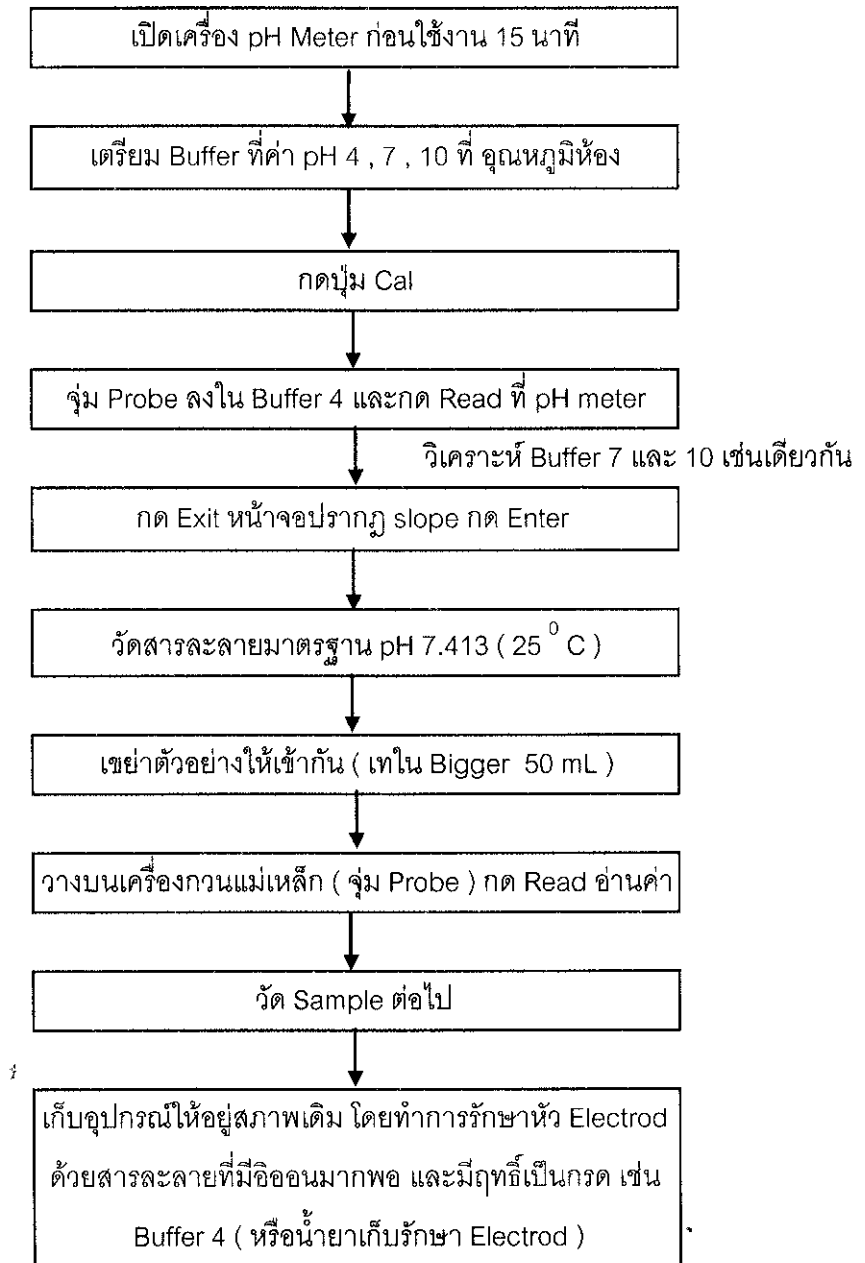 เปิดเครื่อง pH Meter ก่อนใช้งาน 15 นาที
เตรียม Buffer ที่ค่า pH 4 , 7 , 10 ที่ อุณหภูมิห้อง
กดปุ่ม Cal
จุ่ม Probe ลงใน Buffer 4 และกด Read ที่ pH meter
วิเคราะห์ Buffer 7 และ 10 เช่นเดียวกัน
กด Exit หน้าจอปรากฏ slope กด Enter
วัดสารละลายมาตรฐาน pH 7.413 ( 25 ⁰ C )
เขย่าตัวอย่างให้เข้ากัน ( เทใน Bigger 50 mL )
วางบนเครื่องกวนแม่เหล็ก ( จุ่ม Probe ) กด Read อ่านค่า
วัด Sample ต่อไป
เก็บอุปกรณ์ให้อยู่สภาพเดิม โดยทำการรักษาหัว Electrod
ด้วยสารละลายที่มีอิออนมากพอ และมีฤทธิ์เป็นกรด เช่น
Buffer 4 ( หรือน้ำยาเก็บรักษา Electrod )